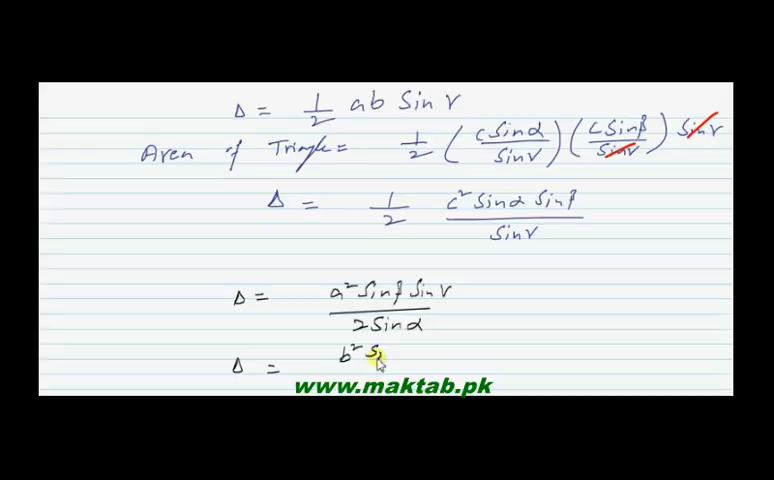 Δ = 1/2 ab Sin γ
Area of Triangle = 1/2 (c Sin α / Sin γ) (c Sin β / Sin γ) Sin γ
Δ = 1/2 c² Sin α Sin β / Sin γ
Δ = a² Sin β Sin γ / 2 Sin α
Δ = b² Si
www.maktab.pk